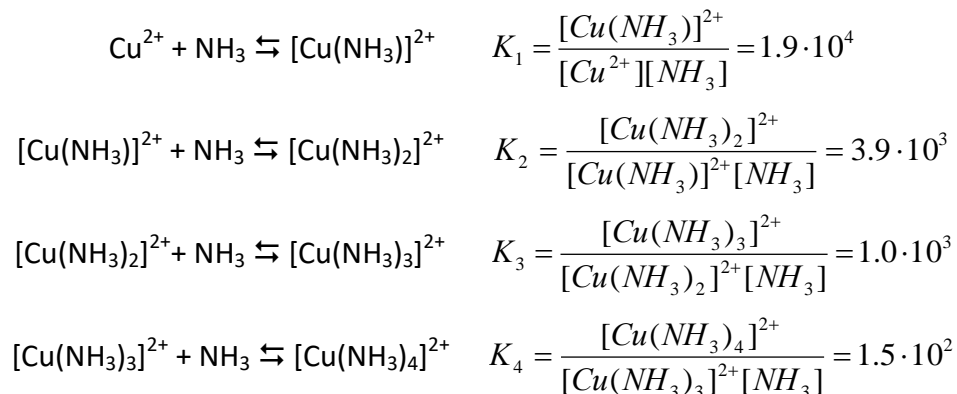 Cu²⁺ + NH₃ ⇆ [Cu(NH₃)]²⁺ K₁ = [Cu(NH₃)]²⁺ / [Cu²⁺][NH₃] = 1.9·10⁴
[Cu(NH₃)]²⁺ + NH₃ ⇆ [Cu(NH₃)₂]²⁺ K₂ = [Cu(NH₃)₂]²⁺ / [Cu(NH₃)]²⁺[NH₃] = 3.9·10³
[Cu(NH₃)₂]²⁺+ NH₃ ⇆ [Cu(NH₃)₃]²⁺ K₃ = [Cu(NH₃)₃]²⁺ / [Cu(NH₃)₂]²⁺[NH₃] = 1.0·10³
[Cu(NH₃)₃]²⁺ + NH₃ ⇆ [Cu(NH₃)₄]²⁺ K₄ = [Cu(NH₃)₄]²⁺ / [Cu(NH₃)₃]²⁺[NH₃] = 1.5·10²